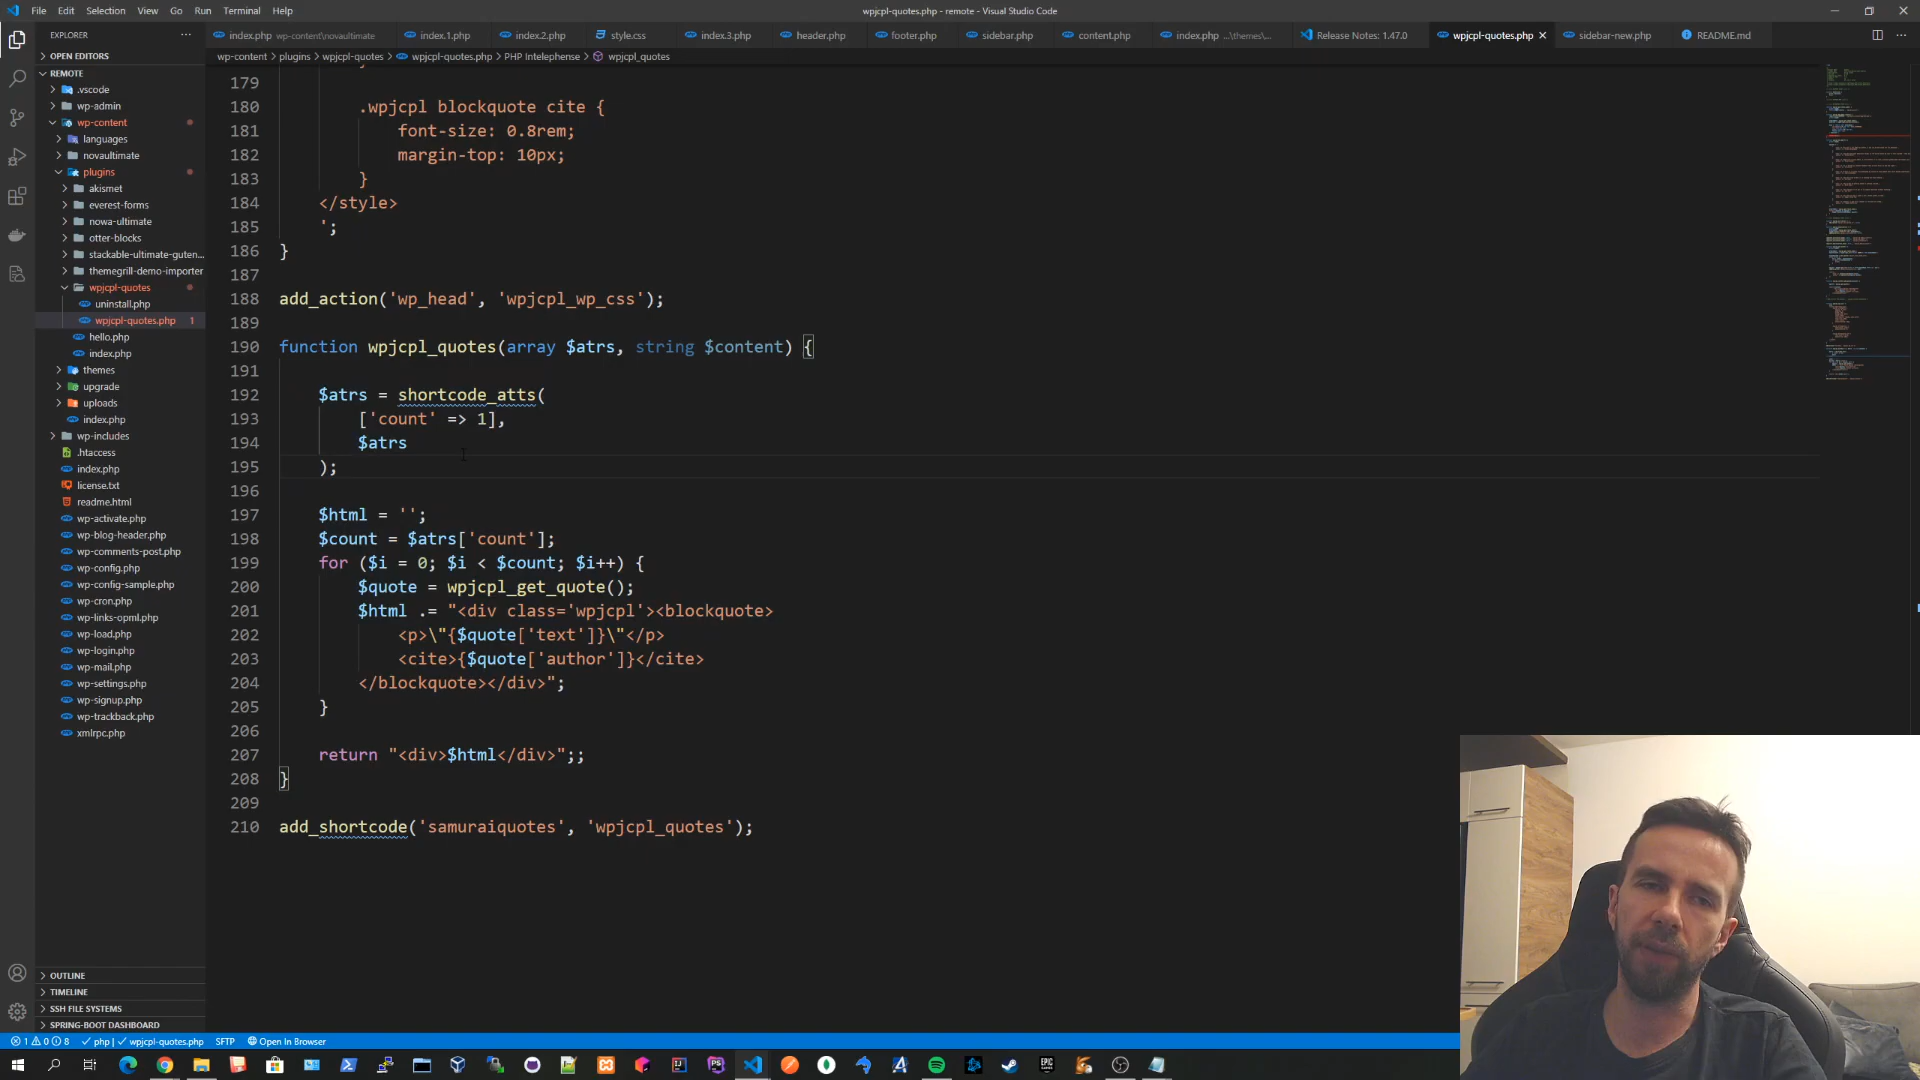 File Edit Selection View Go Run Terminal Help
wpjcpl-quotes.php - remote - Visual Studio Code
EXPLORER
index.php wp-content\novaultimate
index.1.php
index.2.php
style.css
index.3.php
header.php
footer.php
sidebar.php
content.php
index.php ...\themes\...
Release Notes: 1.47.0
wpjcpl-quotes.php
sidebar-new.php
README.md
wp-content > plugins > wpjcpl-quotes > wpjcpl-quotes.php > PHP Intelephense > wpjcpl_quotes
OPEN EDITORS
REMOTE
.vscode
wp-admin
wp-content
languages
novaultimate
plugins
akismet
everest-forms
nowa-ultimate
otter-blocks
stackable-ultimate-guten...
themegrill-demo-importer
wpjcpl-quotes
uninstall.php
wpjcpl-quotes.php 1
hello.php
index.php
themes
upgrade
uploads
index.php
wp-includes
.htaccess
index.php
license.txt
readme.html
wp-activate.php
wp-blog-header.php
wp-comments-post.php
wp-config.php
wp-config-sample.php
wp-cron.php
wp-links-opml.php
wp-load.php
wp-login.php
wp-mail.php
wp-settings.php
wp-signup.php
wp-trackback.php
xmlrpc.php
OUTLINE
TIMELINE
SSH FILE SYSTEMS
SPRING-BOOT DASHBOARD
179
180 .wpjcpl blockquote cite {
181 font-size: 0.8rem;
182 margin-top: 10px;
183 }
184 </style>
185 ';
186 }
187
188 add_action('wp_head', 'wpjcpl_wp_css');
189
190 function wpjcpl_quotes(array $atrs, string $content) {
191
192 $atrs = shortcode_atts(
193 ['count' => 1],
194 $atrs
195 );
196
197 $html = '';
198 $count = $atrs['count'];
199 for ($i = 0; $i < $count; $i++) {
200 $quote = wpjcpl_get_quote();
201 $html .= "<div class='wpjcpl'><blockquote>
202 <p>\"{$quote['text']}\"</p>
203 <cite>{$quote['author']}</cite>
204 </blockquote></div>";
205 }
206
207 return "<div>$html</div>";;
208 }
209
210 add_shortcode('samuraiquotes', 'wpjcpl_quotes');
1 0 8 php | wpjcpl-quotes.php SFTP Open In Browser